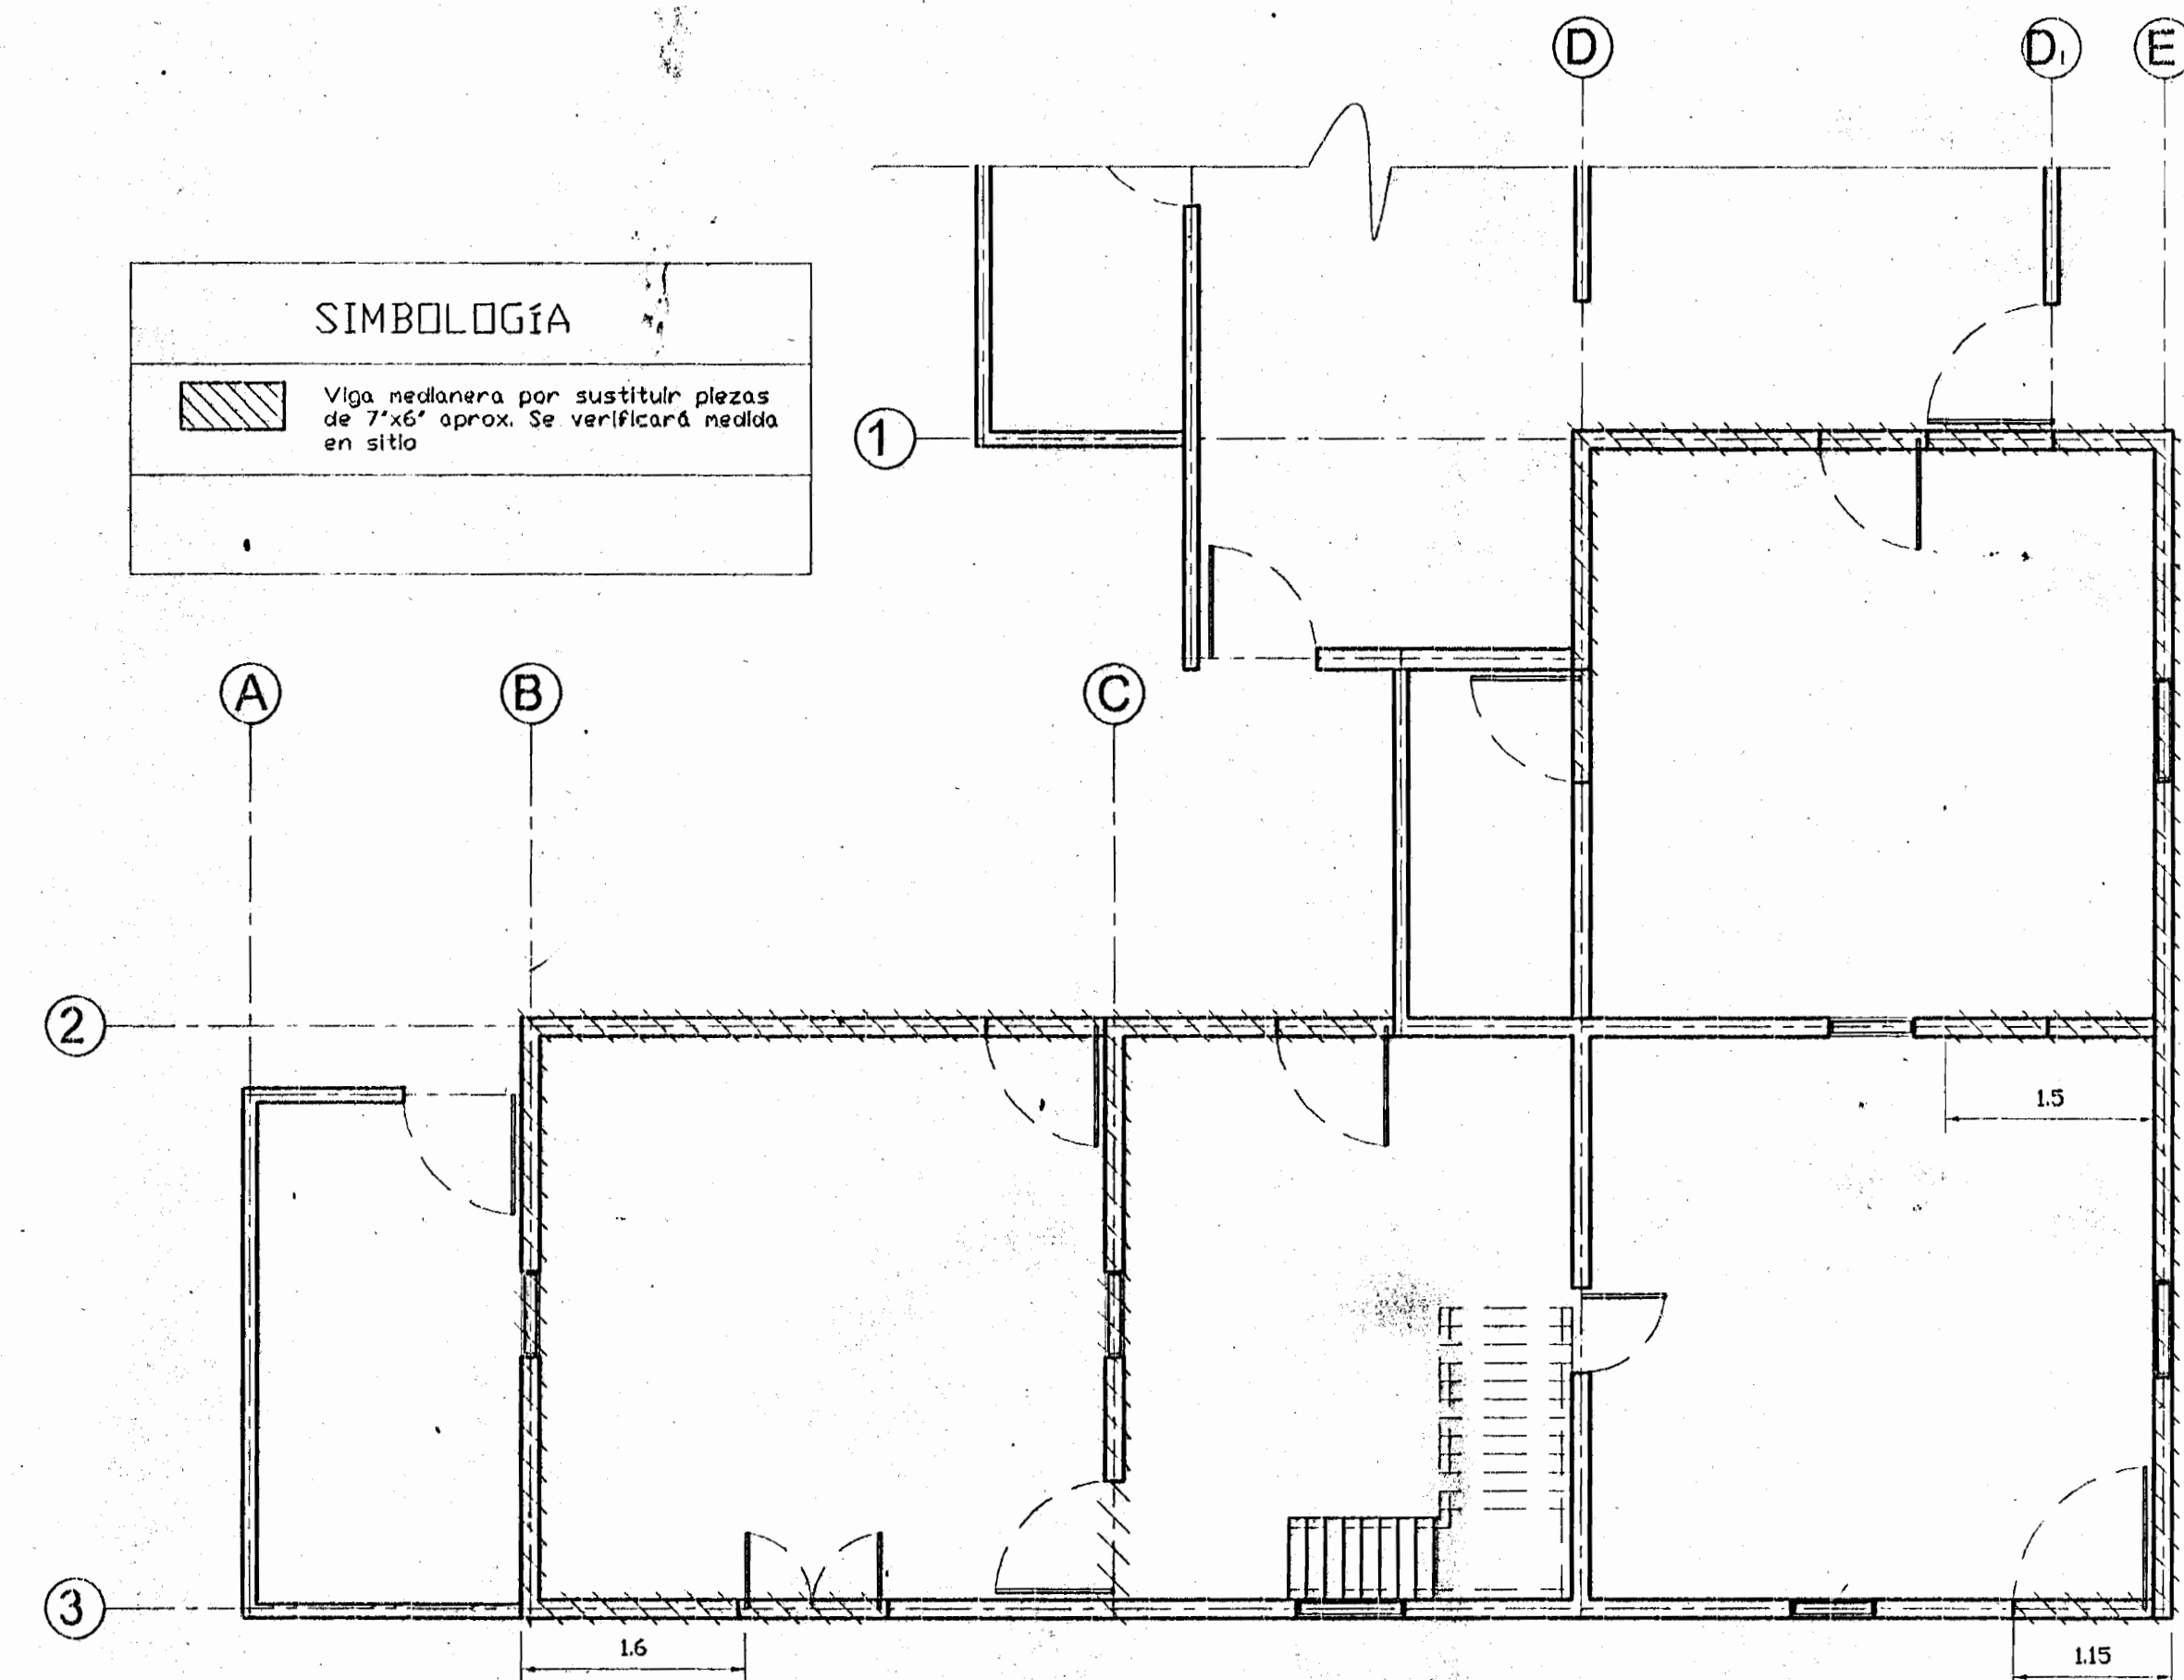 D
D1
E
SIMBOLOGíA
Viga medianera por sustituir piezas
de 7"x6" aprox. Se verificará medida
en sitio
1
A
B
C
2
1.5
3
1.6
1.15